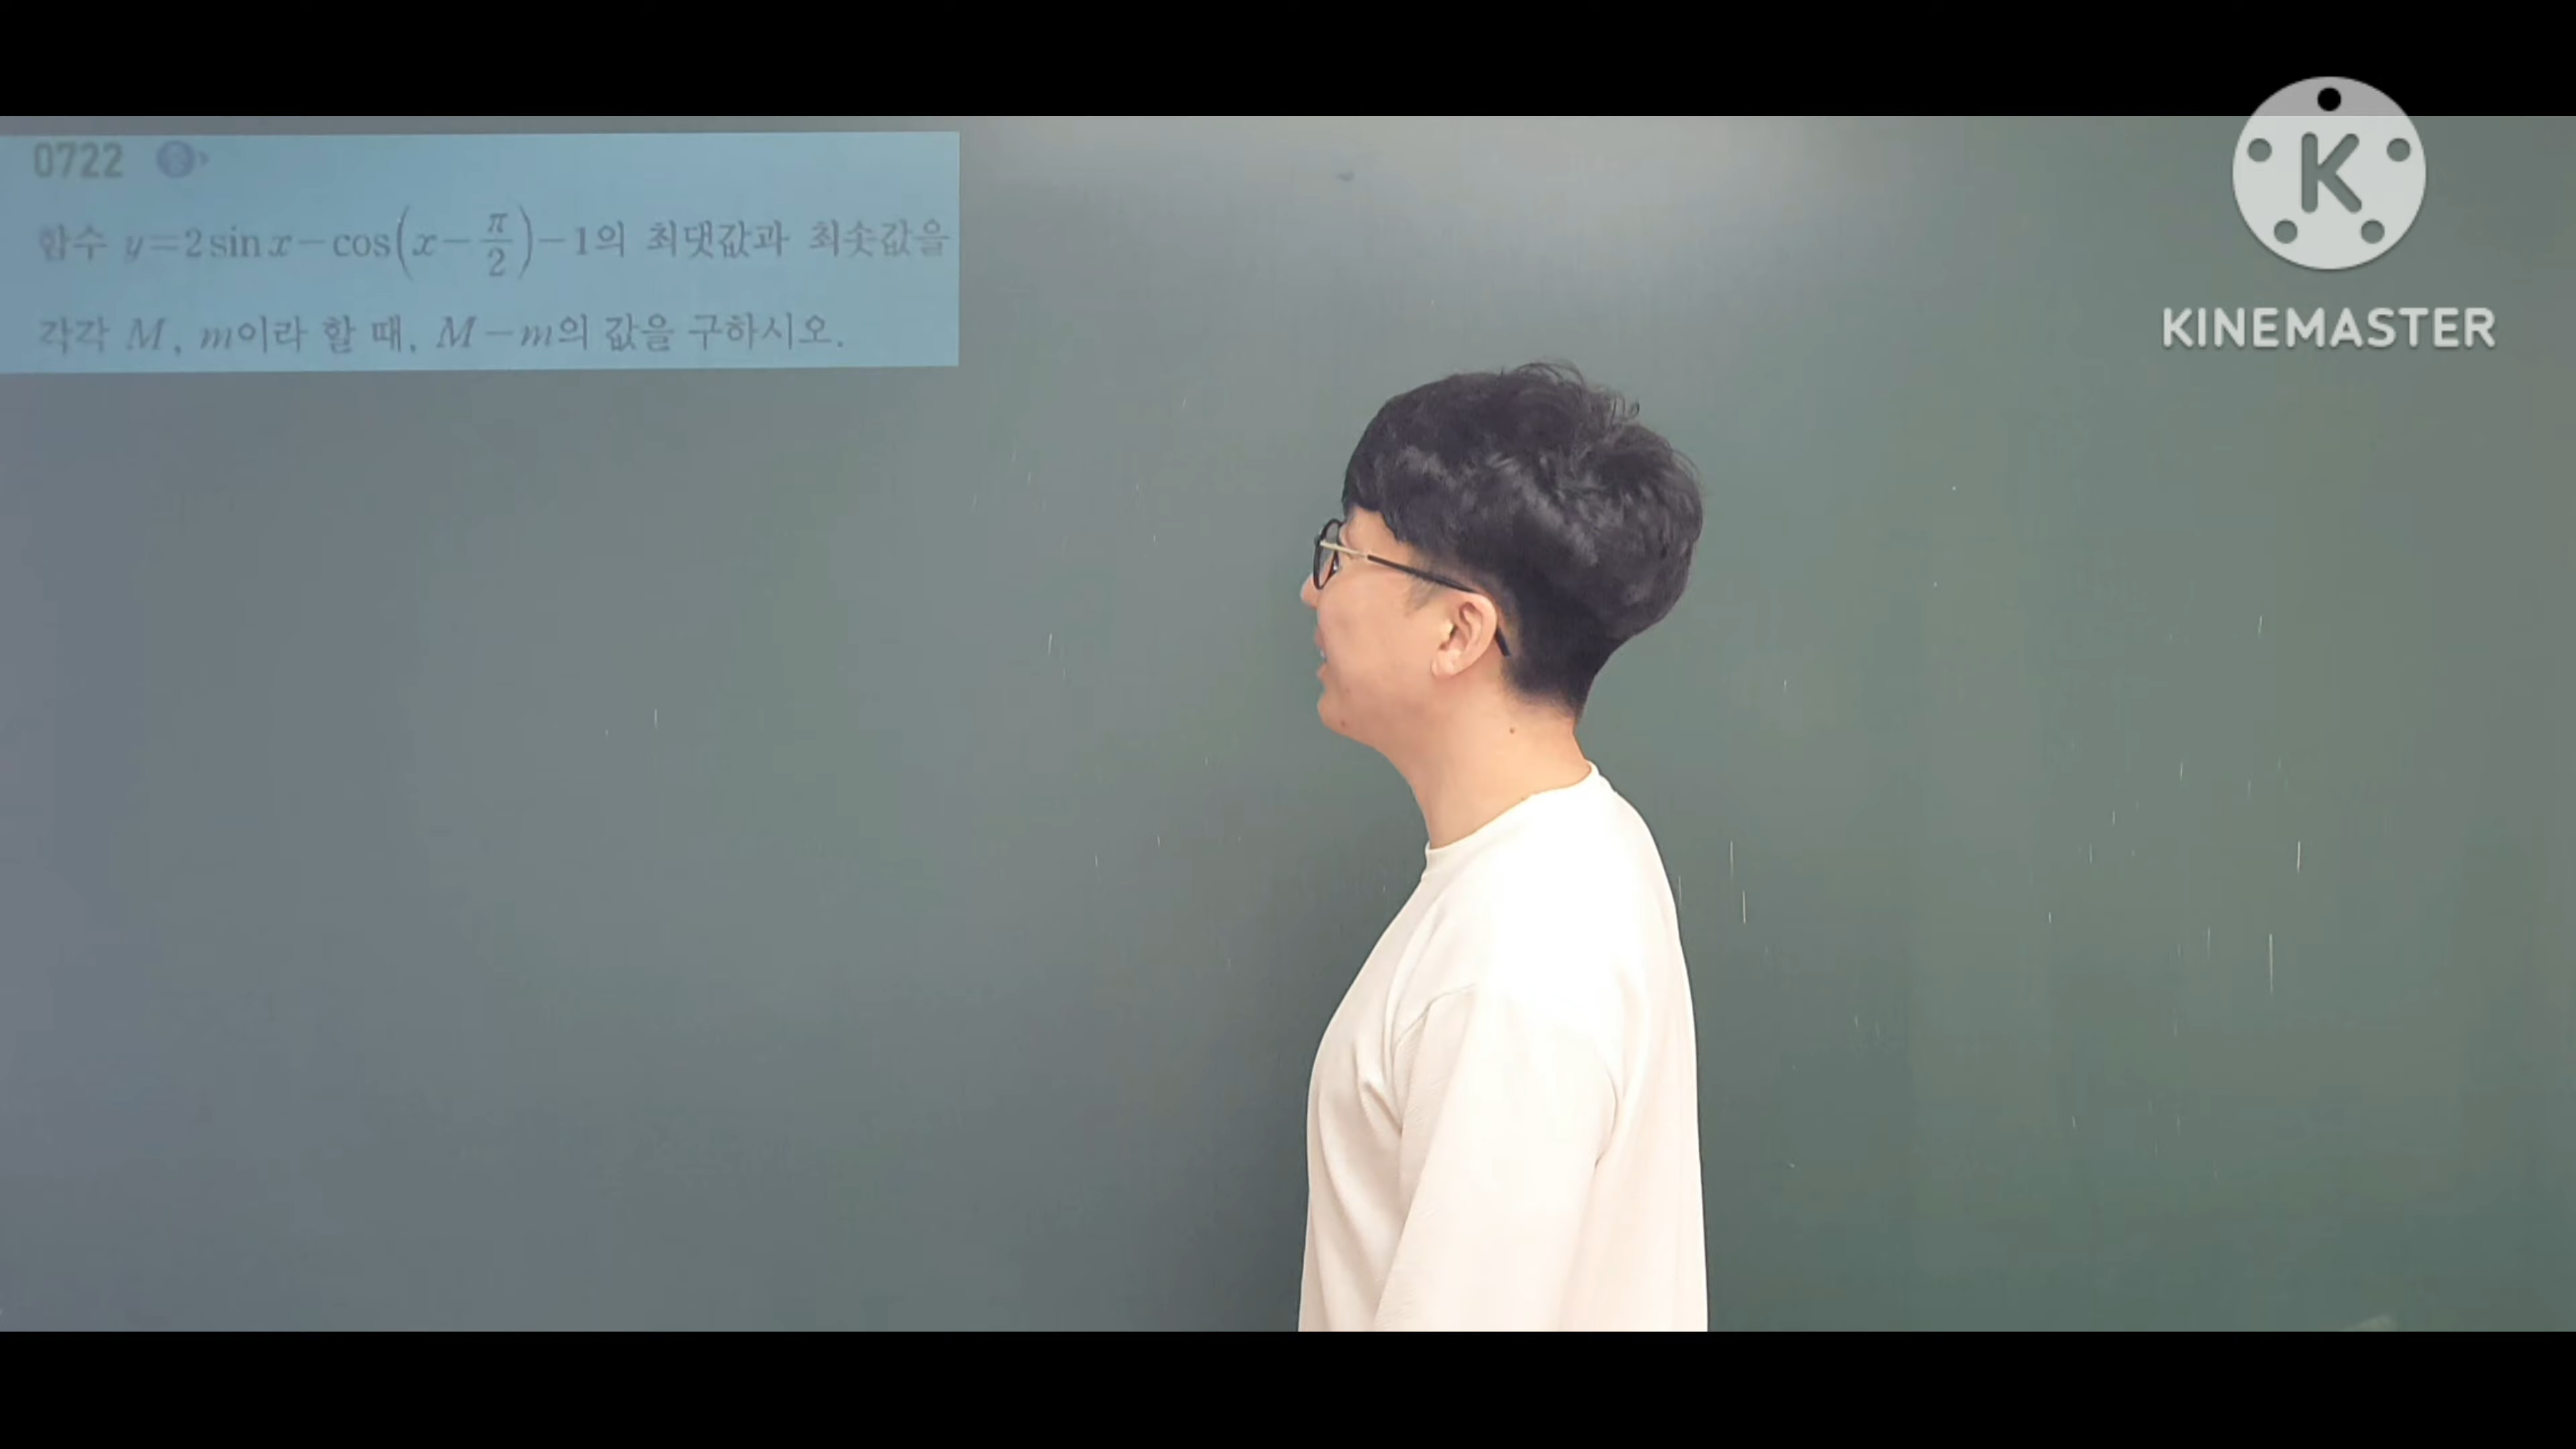 0722
함수 y=2sin x-cos(x-π/2)-1의 최댓값과 최솟값을
각각 M, m이라 할 때, M-m의 값을 구하시오.
K
KINEMASTER